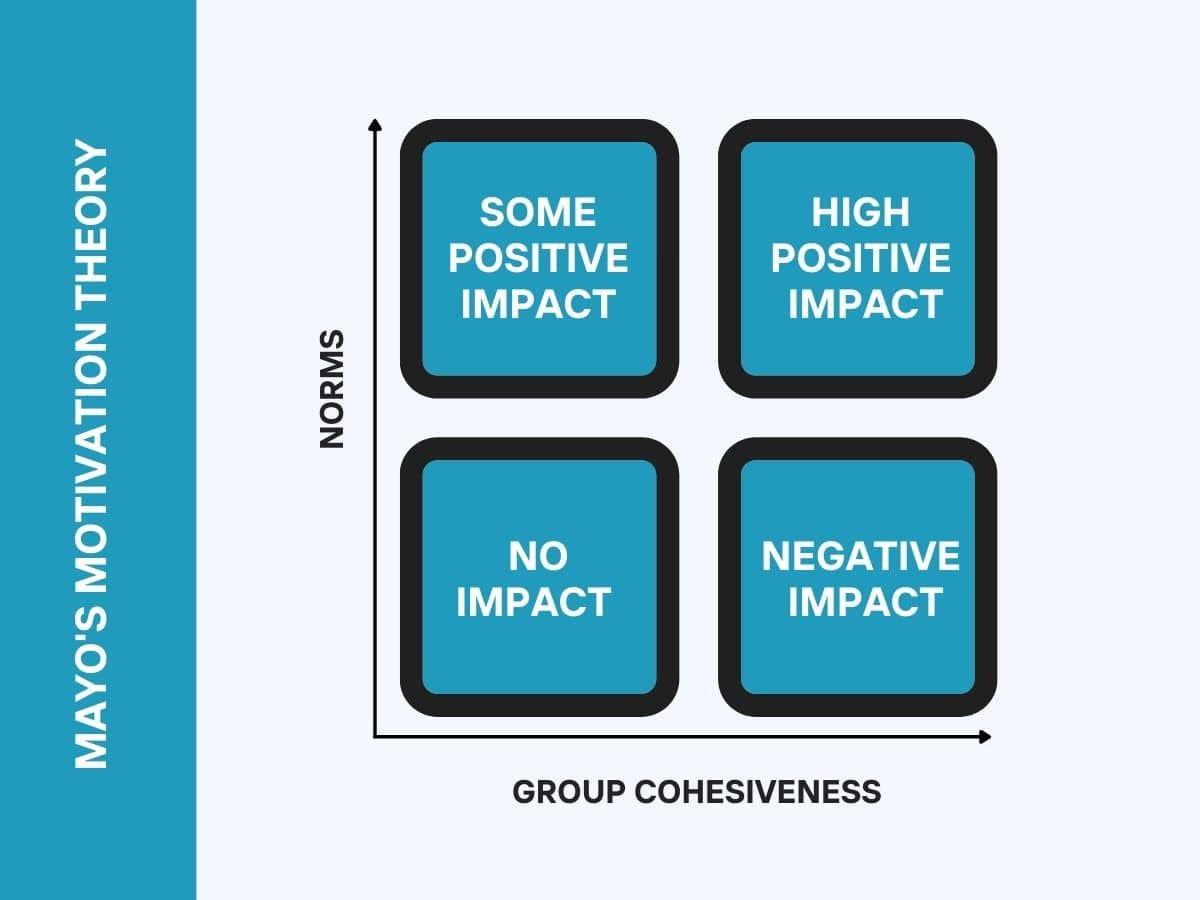 MAYO'S MOTIVATION THEORY
NORMS
SOME
POSITIVE
IMPACT
HIGH
POSITIVE
IMPACT
NO
IMPACT
NEGATIVE
IMPACT
GROUP COHESIVENESS